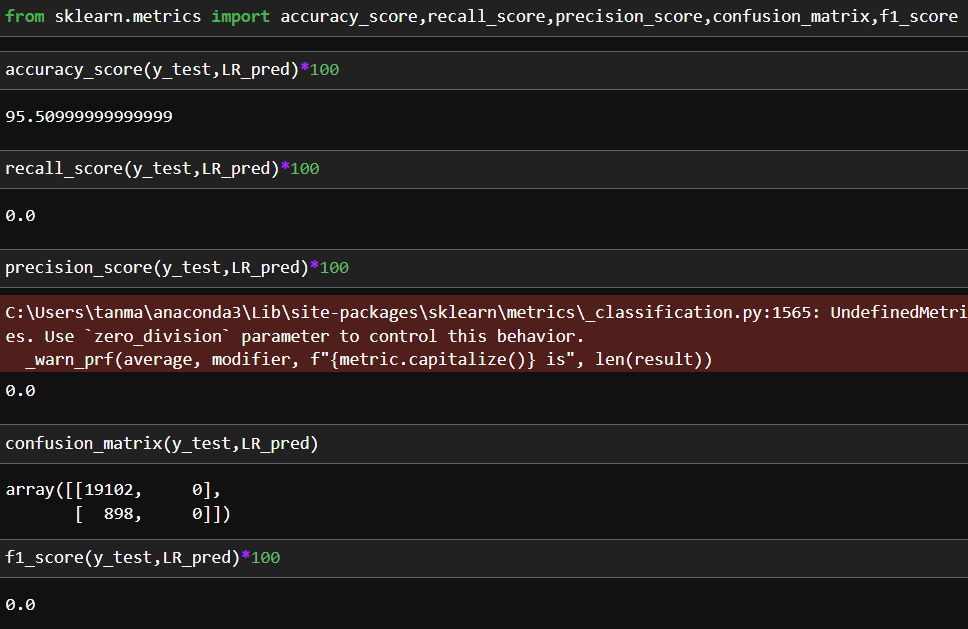 from sklearn.metrics import accuracy_score,recall_score,precision_score,confusion_matrix,f1_score
accuracy_score(y_test,LR_pred)*100
95.50999999999999
recall_score(y_test,LR_pred)*100
0.0
precision_score(y_test,LR_pred)*100
C:\Users\tanma\anaconda3\Lib\site-packages\sklearn\metrics\_classification.py:1565: UndefinedMetri
es. Use `zero_division` parameter to control this behavior.
  _warn_prf(average, modifier, f"{metric.capitalize()} is", len(result))
0.0
confusion_matrix(y_test,LR_pred)
array([[19102,     0],
       [  898,     0]])
f1_score(y_test,LR_pred)*100
0.0